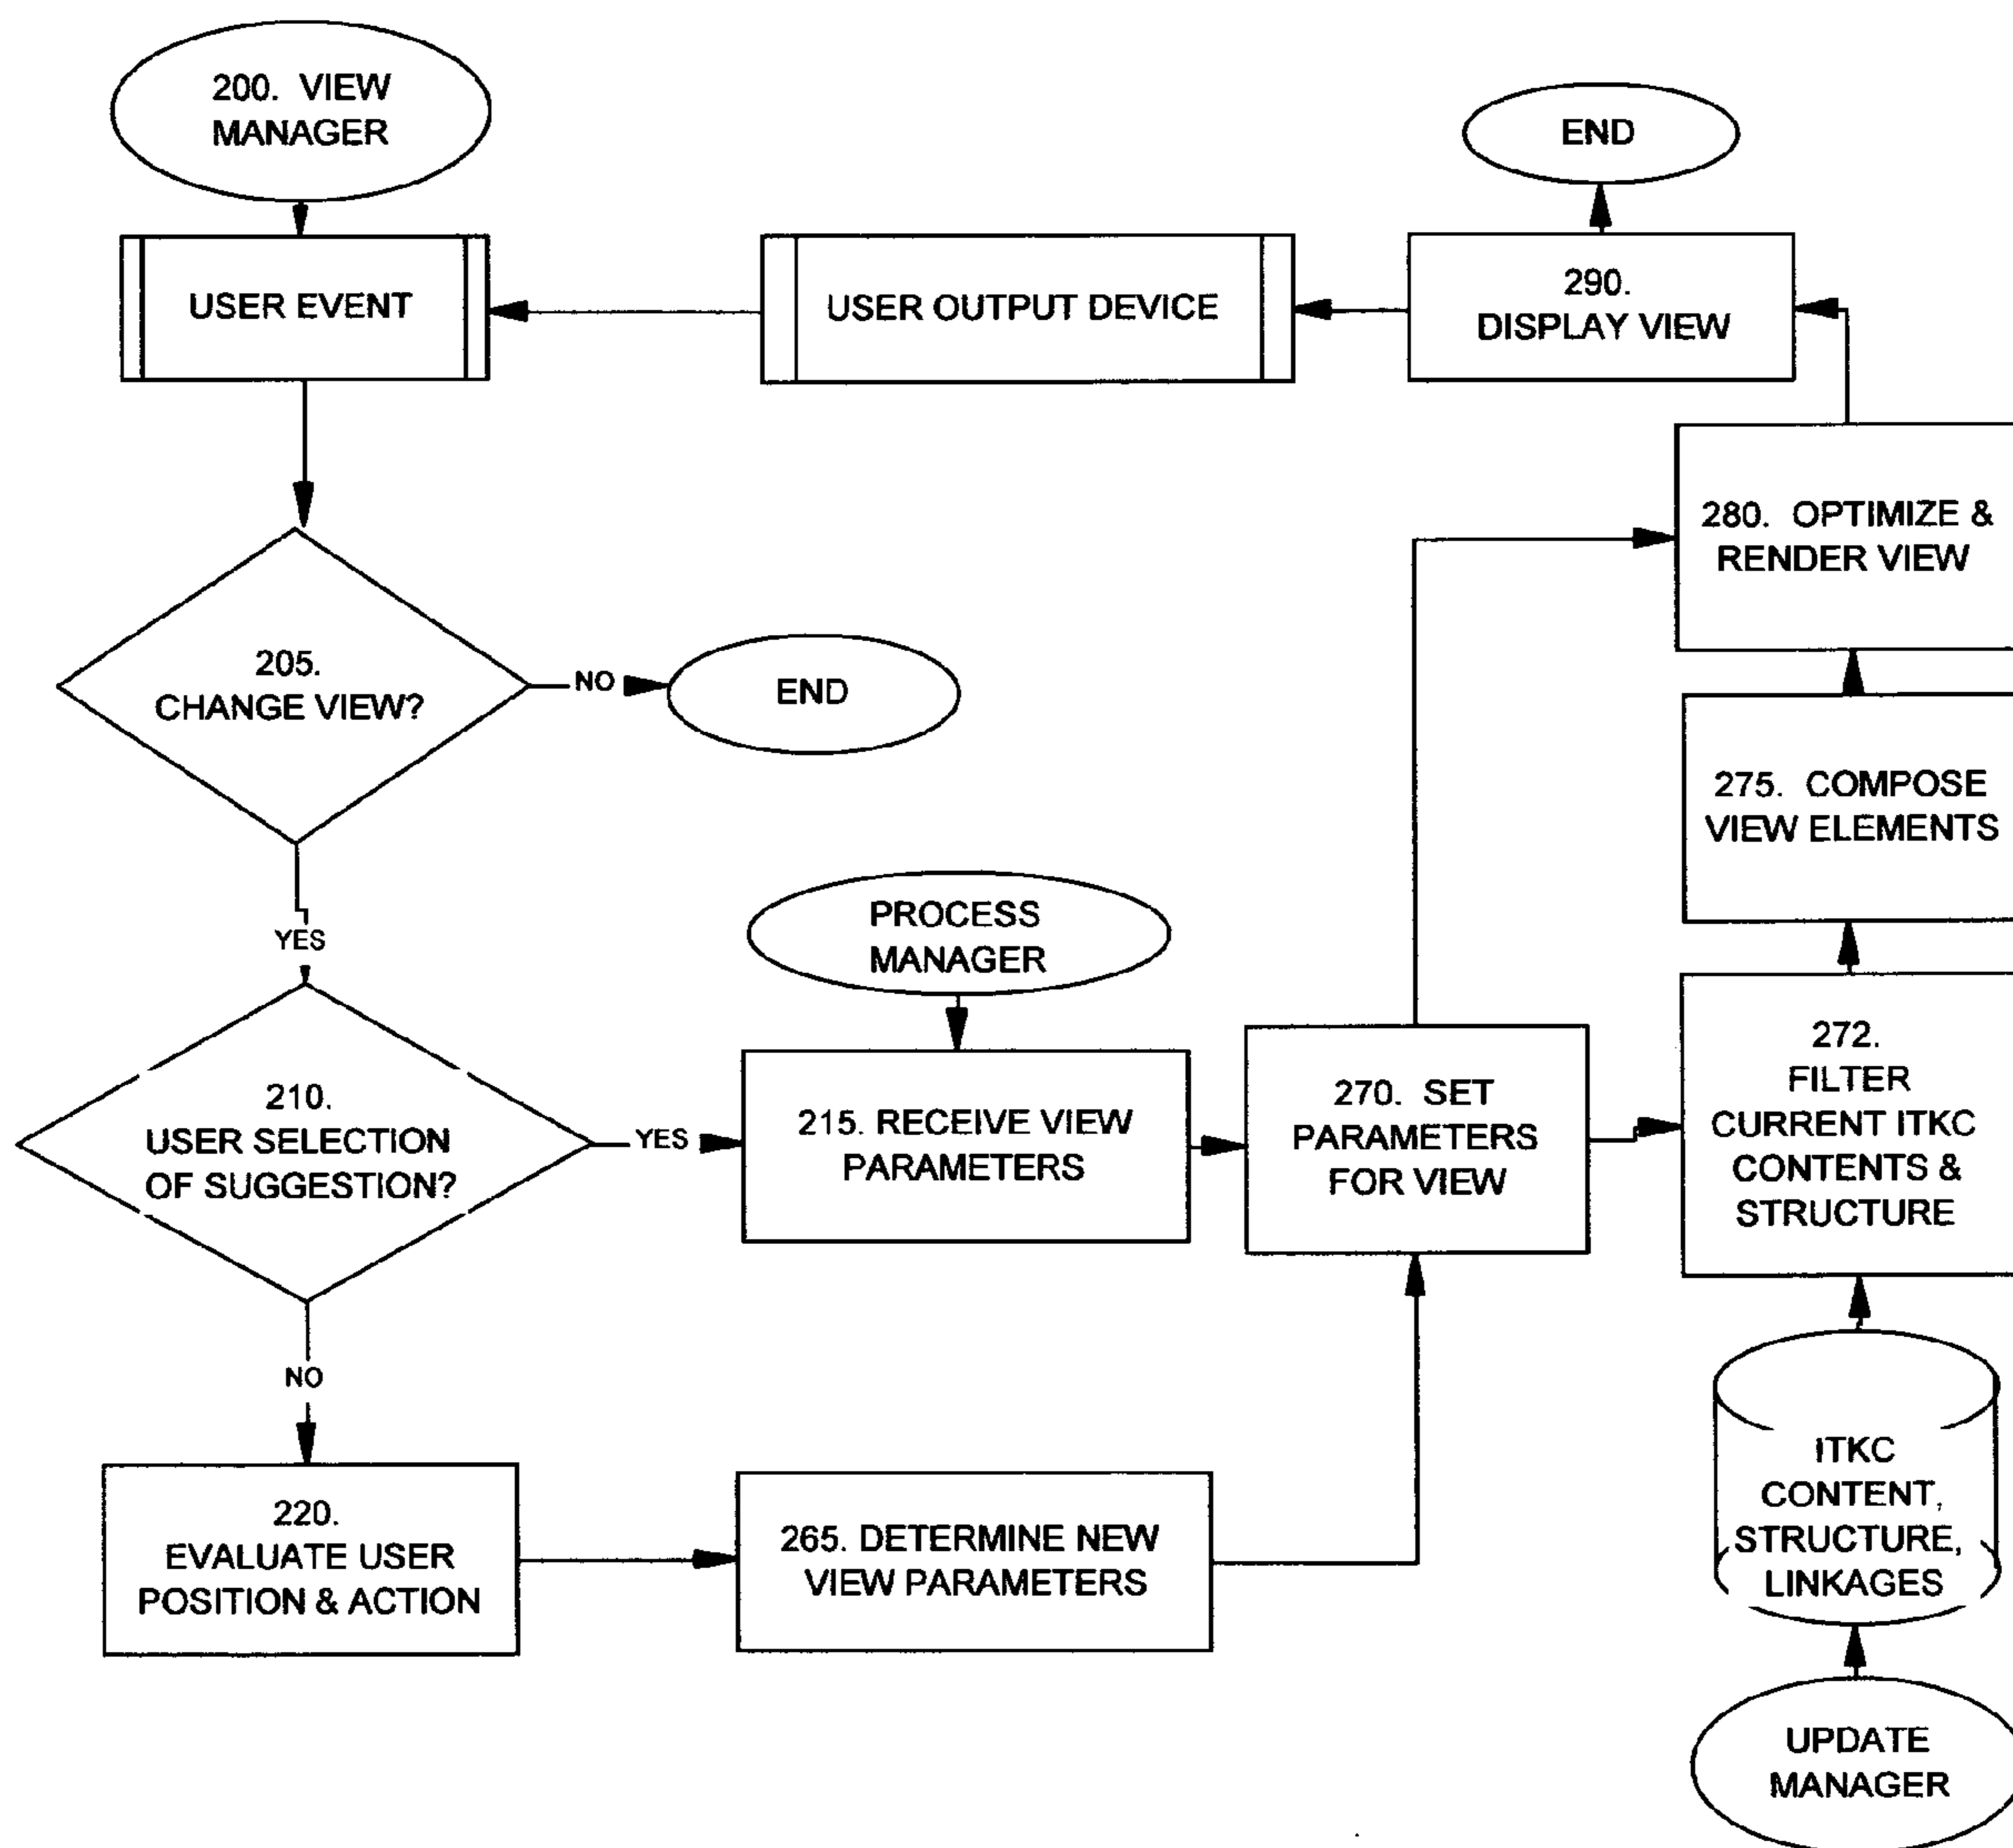 200. VIEW
MANAGER
END
USER EVENT
USER OUTPUT DEVICE
290.
DISPLAY VIEW
280. OPTIMIZE &
RENDER VIEW
205.
CHANGE VIEW?
NO
END
275. COMPOSE
VIEW ELEMENTS
YES
PROCESS
MANAGER
210.
USER SELECTION
OF SUGGESTION?
YES
215. RECEIVE VIEW
PARAMETERS
270. SET
PARAMETERS
FOR VIEW
272.
FILTER
CURRENT ITKC
CONTENTS &
STRUCTURE
NO
220.
EVALUATE USER
POSITION & ACTION
265. DETERMINE NEW
VIEW PARAMETERS
ITKC
CONTENT,
STRUCTURE,
LINKAGES
UPDATE
MANAGER